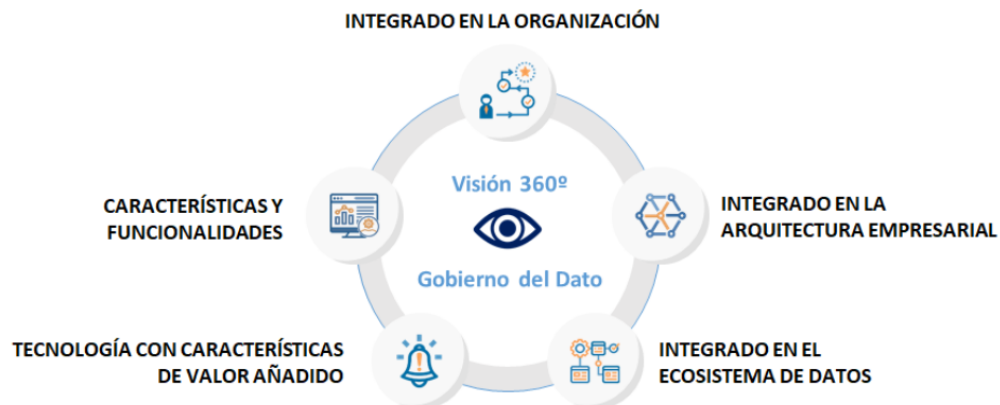 INTEGRADO EN LA ORGANIZACIÓN
Visión 360º
Gobierno del Dato
INTEGRADO EN LA
ARQUITECTURA EMPRESARIAL
INTEGRADO EN EL
ECOSISTEMA DE DATOS
TECNOLOGÍA CON CARACTERÍSTICAS
DE VALOR AÑADIDO
CARACTERÍSTICAS Y
FUNCIONALIDADES